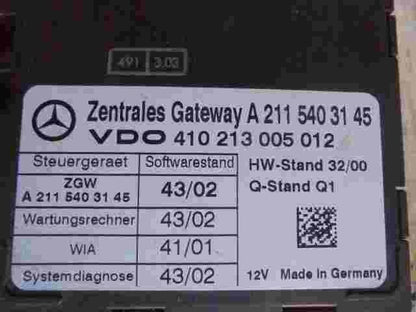 491 3.03
Zentrales Gateway A 211 540 31 45
VDO 410 213 005 012
Steuergeraet Softwarestand HW-Stand 32/00
ZGW
A 211 540 31 45 43/02 Q-Stand Q1
Wartungsrechner 43/02
WIA 41/01
Systemdiagnose 43/02 12V Made in Germany